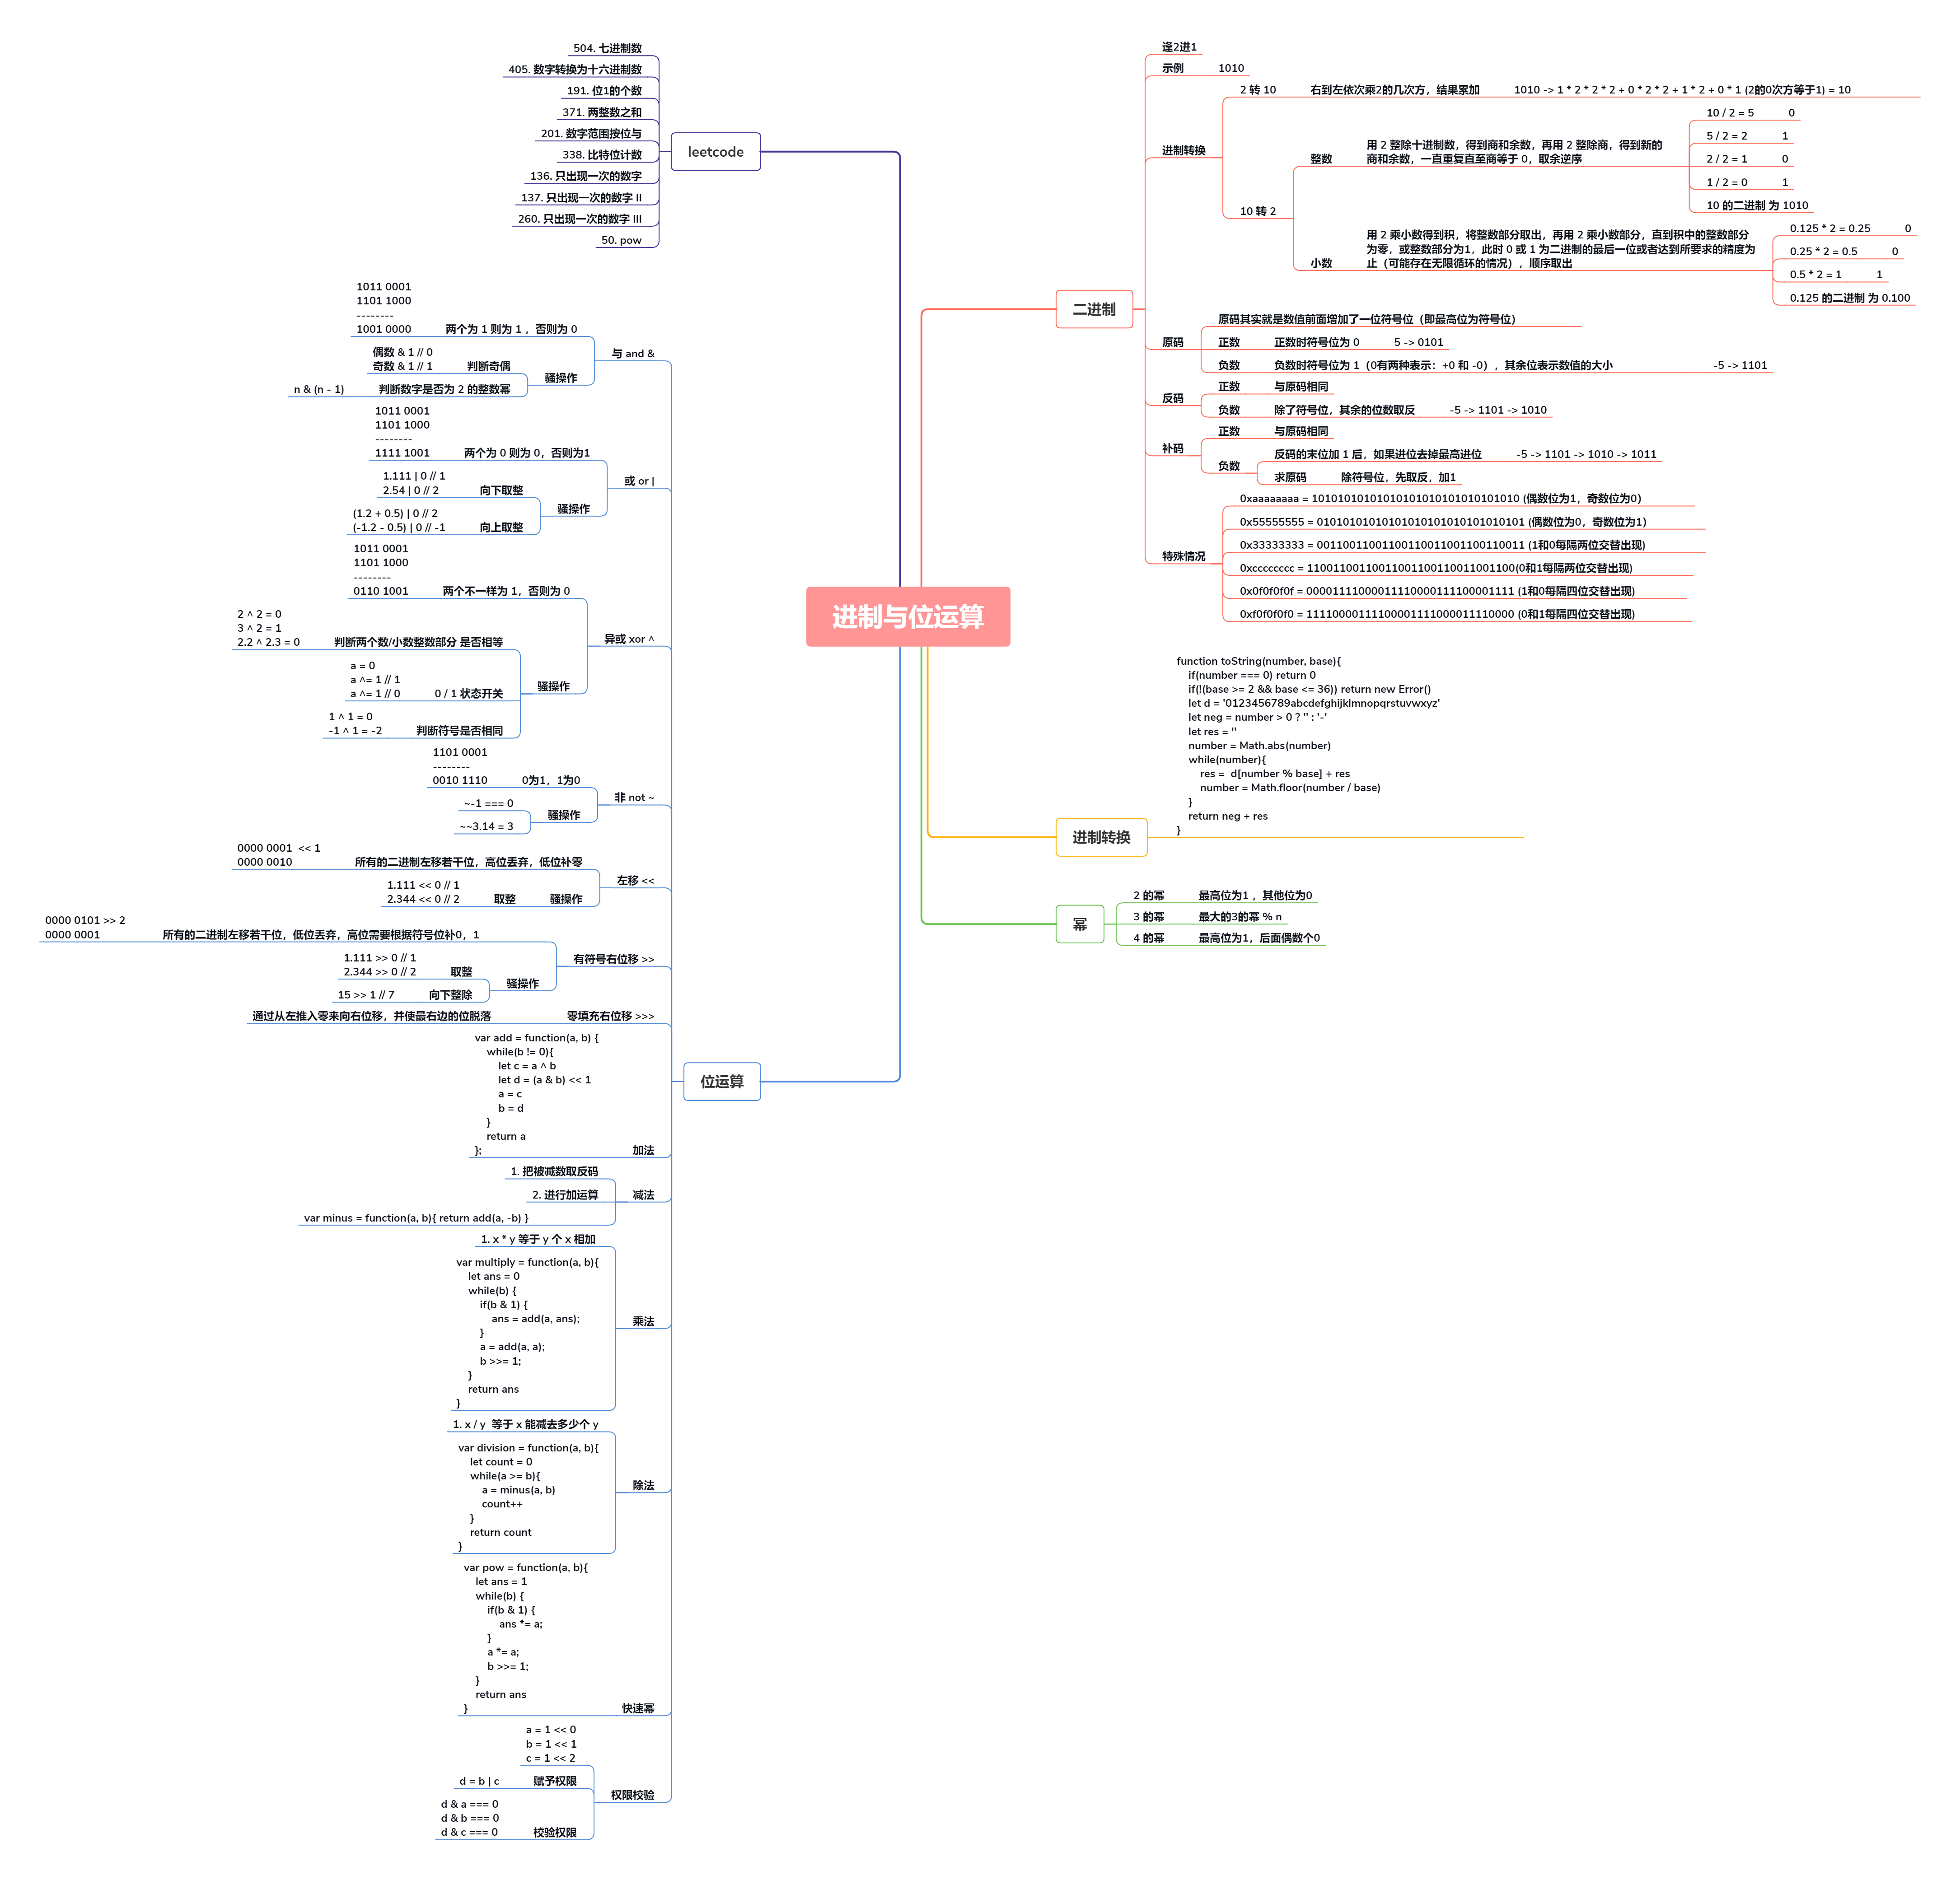 进制与位运算
leetcode
504. 七进制数
405. 数字转换为十六进制数
191. 位1的个数
371. 两整数之和
201. 数字范围按位与
338. 比特位计数
136. 只出现一次的数字
137. 只出现一次的数字 II
260. 只出现一次的数字 III
50. pow
二进制
逢2进1
示例 1010
进制转换
2 转 10 右到左依次乘2的几次方，结果累加 1010 -> 1 * 2 * 2 * 2 + 0 * 2 * 2 + 1 * 2 + 0 * 1 (2的0次方等于1) = 10
10 转 2
整数
用 2 整除十进制数，得到商和余数，再用 2 整除商，得到新的
商和余数，一直重复直至商等于 0，取余逆序
10 / 2 = 5 0
5 / 2 = 2 1
2 / 2 = 1 0
1 / 2 = 0 1
10 的二进制 为 1010
小数
用 2 乘小数得到积，将整数部分取出，再用 2 乘小数部分，直到积中的整数部分
为零，或整数部分为1，此时 0 或 1 为二进制的最后一位或者达到所要求的精度为
止（可能存在无限循环的情况），顺序取出
0.125 * 2 = 0.25 0
0.25 * 2 = 0.5 0
0.5 * 2 = 1 1
0.125 的二进制 为 0.100
原码
原码其实就是数值前面增加了一位符号位（即最高位为符号位）
正数 正数时符号位为 0 5 -> 0101
负数 负数时符号位为 1（0有两种表示：+0 和 -0），其余位表示数值的大小 -5 -> 1101
反码
正数 与原码相同
负数 除了符号位，其余的位数取反 -5 -> 1101 -> 1010
补码
正数 与原码相同
负数
反码的末位加 1 后，如果进位去掉最高进位 -5 -> 1101 -> 1010 -> 1011
求原码 除符号位，先取反，加1
特殊情况
0xaaaaaaaa = 10101010101010101010101010101010 (偶数位为1，奇数位为0）
0x55555555 = 01010101010101010101010101010101 (偶数位为0，奇数位为1）
0x33333333 = 00110011001100110011001100110011 (1和0每隔两位交替出现)
0xcccccccc = 11001100110011001100110011001100(0和1每隔两位交替出现)
0x0f0f0f0f = 00001111000011110000111100001111 (1和0每隔四位交替出现)
0xf0f0f0f0 = 11110000111100001111000011110000 (0和1每隔四位交替出现)
进制转换
function toString(number, base){
if(number === 0) return 0
if(!(base >= 2 && base <= 36)) return new Error()
let d = '0123456789abcdefghijklmnopqrstuvwxyz'
let neg = number > 0 ? '' : '-'
let res = ''
number = Math.abs(number)
while(number){
res =  d[number % base] + res
number = Math.floor(number / base)
}
return neg + res
}
幂
2 的幂 最高位为1 ，其他位为0
3 的幂 最大的3的幂 % n
4 的幂 最高位为1，后面偶数个0
位运算
与 and &
1011 0001
1101 1000
--------
1001 0000 两个为 1 则为 1 ，否则为 0
骚操作
偶数 & 1 // 0
奇数 & 1 // 1 判断奇偶
n & (n - 1) 判断数字是否为 2 的整数幂
或 or |
1011 0001
1101 1000
--------
1111 1001 两个为 0 则为 0，否则为1
骚操作
1.111 | 0 // 1
2.54 | 0 // 2 向下取整
(1.2 + 0.5) | 0 // 2
(-1.2 - 0.5) | 0 // -1 向上取整
异或 xor ^
1011 0001
1101 1000
--------
0110 1001 两个不一样为 1，否则为 0
骚操作
2 ^ 2 = 0
3 ^ 2 = 1
2.2 ^ 2.3 = 0 判断两个数/小数整数部分 是否相等
a = 0
a ^= 1 // 1
a ^= 1 // 0 0 / 1 状态开关
1 ^ 1 = 0
-1 ^ 1 = -2 判断符号是否相同
非 not ~
1101 0001
--------
0010 1110 0为1，1为0
骚操作
~-1 === 0
~~3.14 = 3
左移 <<
0000 0001  << 1
0000 0010 所有的二进制左移若干位，高位丢弃，低位补零
骚操作
1.111 << 0 // 1
2.344 << 0 // 2 取整
有符号右位移 >>
0000 0101 >> 2
0000 0001 所有的二进制左移若干位，低位丢弃，高位需要根据符号位补0，1
骚操作
1.111 >> 0 // 1
2.344 >> 0 // 2 取整
15 >> 1 // 7 向下整除
零填充右位移 >>> 通过从左推入零来向右位移，并使最右边的位脱落
加法
var add = function(a, b) {
while(b != 0){
let c = a ^ b
let d = (a & b) << 1
a = c
b = d
}
return a
};
减法
1. 把被减数取反码
2. 进行加运算
var minus = function(a, b){ return add(a, -b) }
乘法
1. x * y 等于 y 个 x 相加
var multiply = function(a, b){
let ans = 0
while(b) {
if(b & 1) {
ans = add(a, ans);
}
a = add(a, a);
b >>= 1;
}
return ans
}
除法
1. x / y  等于 x 能减去多少个 y
var division = function(a, b){
let count = 0
while(a >= b){
a = minus(a, b)
count++
}
return count
}
快速幂
var pow = function(a, b){
let ans = 1
while(b) {
if(b & 1) {
ans *= a;
}
a *= a;
b >>= 1;
}
return ans
}
权限校验
a = 1 << 0
b = 1 << 1
c = 1 << 2
d = b | c 赋予权限
d & a === 0
d & b === 0
d & c === 0 校验权限